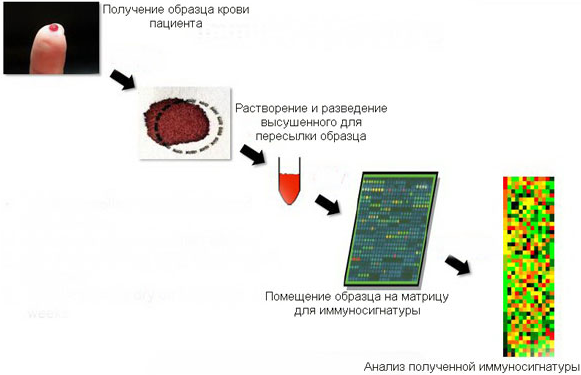 Получение образца крови
пациента
Растворение и разведение
высушенного для
пересылки образца
Помещение образца на матрицу
для иммуносигнатуры
Анализ полученной иммуносигнатуры